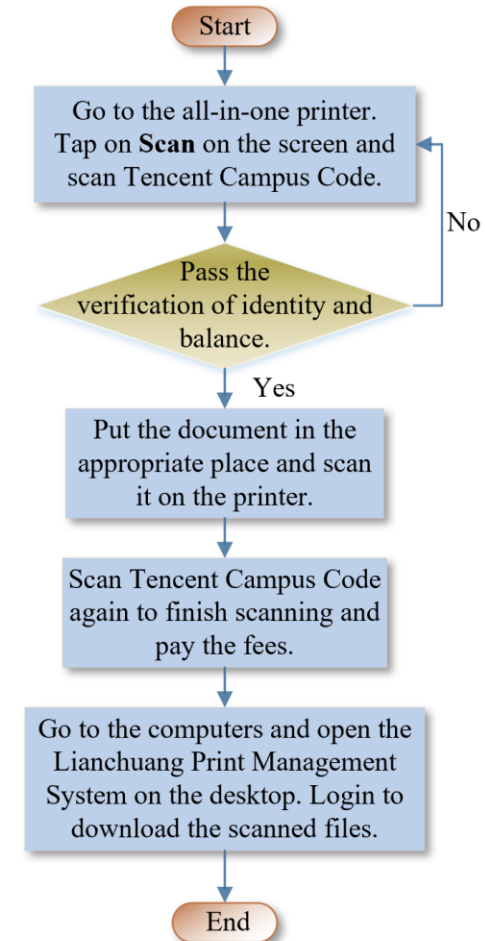 Start
Go to the all-in-one printer.
Tap on Scan on the screen and
scan Tencent Campus Code.
No
Pass the
verification of identity and
balance.
Yes
Put the document in the
appropriate place and scan
it on the printer.
Scan Tencent Campus Code
again to finish scanning and
pay the fees.
Go to the computers and open the
Lianchuang Print Management
System on the desktop. Login to
download the scanned files.
End